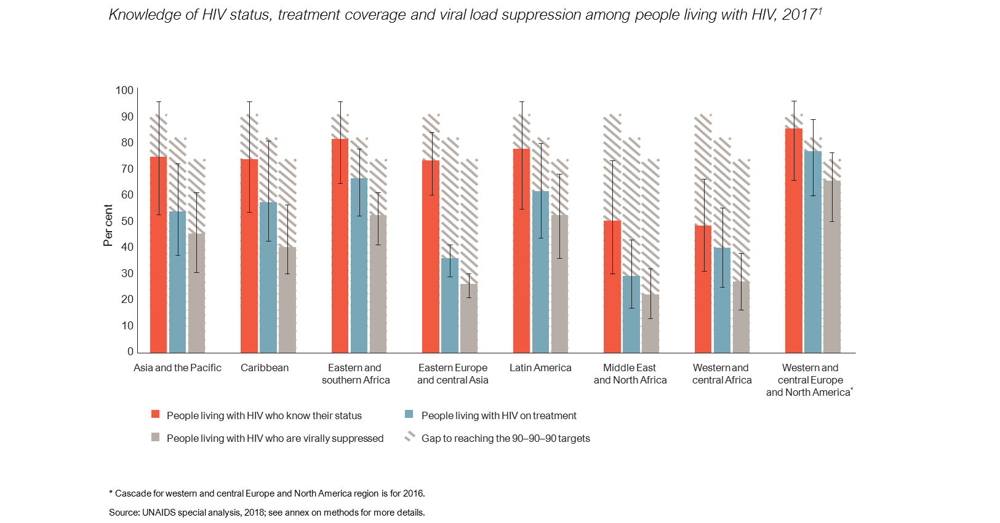 Knowledge of HIV status, treatment coverage and viral load suppression among people living with HIV, 2017¹
Per cent
100
90
80
70
60
50
40
30
20
10
0
Asia and the Pacific
Caribbean
Eastern and
southern Africa
Eastern Europe
and central Asia
Latin America
Middle East
and North Africa
Western and
central Africa
Western and
central Europe
and North America*
People living with HIV who know their status
People living with HIV on treatment
People living with HIV who are virally suppressed
Gap to reaching the 90–90–90 targets
* Cascade for western and central Europe and North America region is for 2016.
Source: UNAIDS special analysis, 2018; see annex on methods for more details.